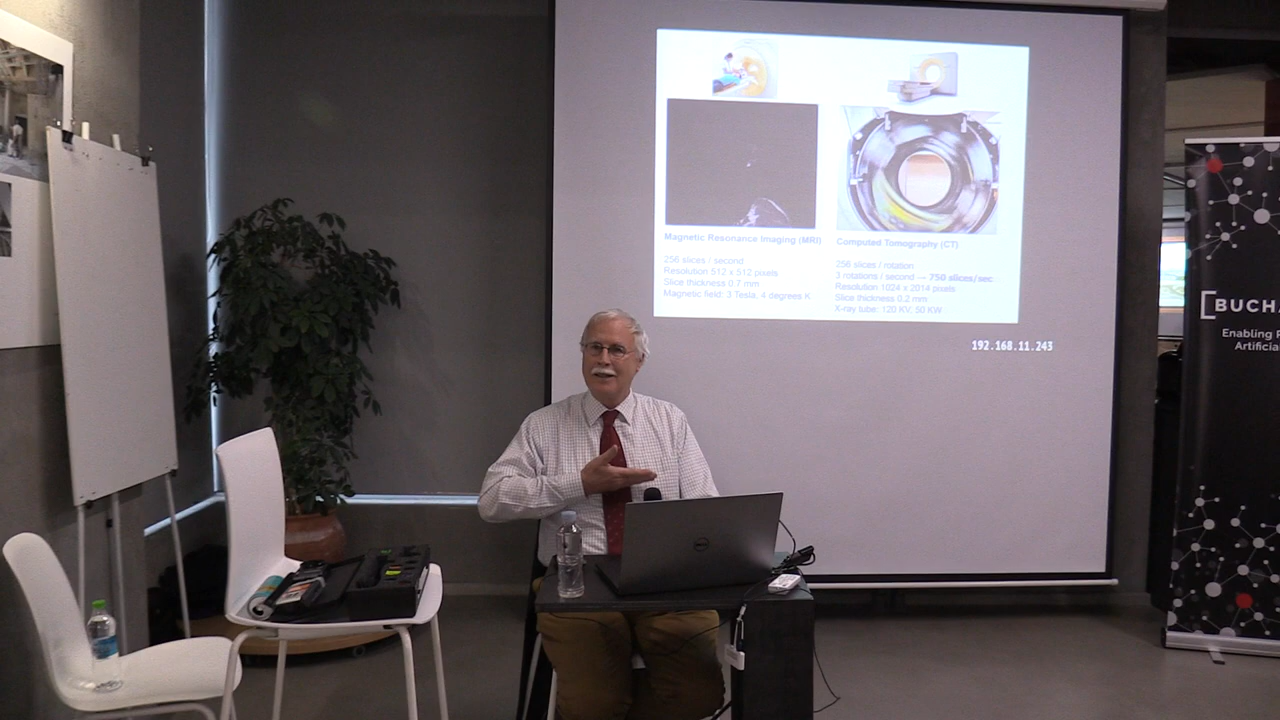 Magnetic Resonance Imaging (MRI)
256 slices / second
Resolution 512 x 512 pixels
Slice thickness 0,7 mm
Magnetic field: 3 Tesla, 4 degrees K
Computed Tomography (CT)
256 slices / rotation
3 rotations / second → 750 slices/sec
Resolution 1024 x 2014 pixels
Slice thickness 0,2 mm
X-ray tube: 120 KV, 50 KW
192.168.11.243
[BUCHA
Enabling
Artificia
DELL